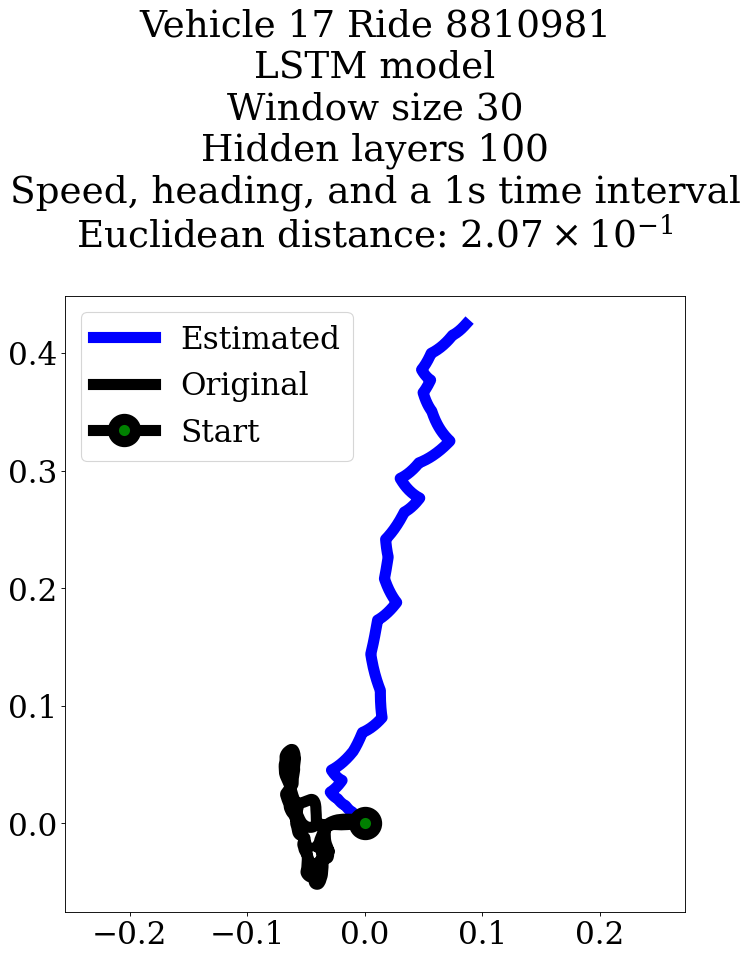 Vehicle 17 Ride 8810981
LSTM model
Window size 30
Hidden layers 100
Speed, heading, and a 1s time interval
Euclidean distance: 2.07 × 10⁻¹
Estimated
Original
Start
0.4
0.3
0.2
0.1
0.0
−0.2 −0.1 0.0 0.1 0.2